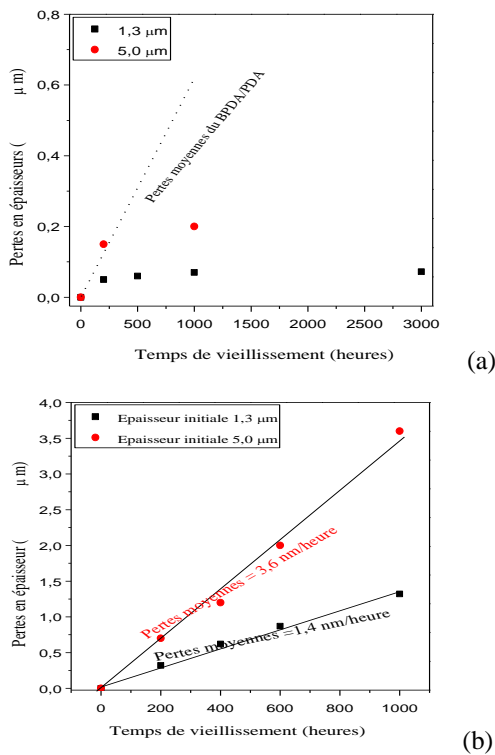 0,8
0,6
0,4
0,2
0,0
Pertes en épaisseurs ( µm)
1,3 µm
5,0 µm
Pertes moyennes du BPDA/PDA
0 500 1000 1500 2000 2500 3000
Temps de vieillissement (heures)
(a)
4,0
3,5
3,0
2,5
2,0
1,5
1,0
0,5
0,0
Pertes en épaisseur ( µm)
Epaisseur initiale 1,3 µm
Epaisseur initiale 5,0 µm
Pertes moyennes = 3,6 nm/heure
Pertes moyennes =1,4 nm/heure
0 200 400 600 800 1000
Temps de vieillissement (heures)
(b)